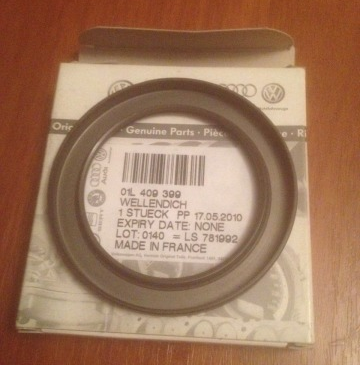 Genuine Parts
Audi
01L 409 399
WELLENDICH
1 STUECK PP 17.05.2010
EXPIRY DATE: NONE
LOT: 0140 = LS 781992
MADE IN FRANCE